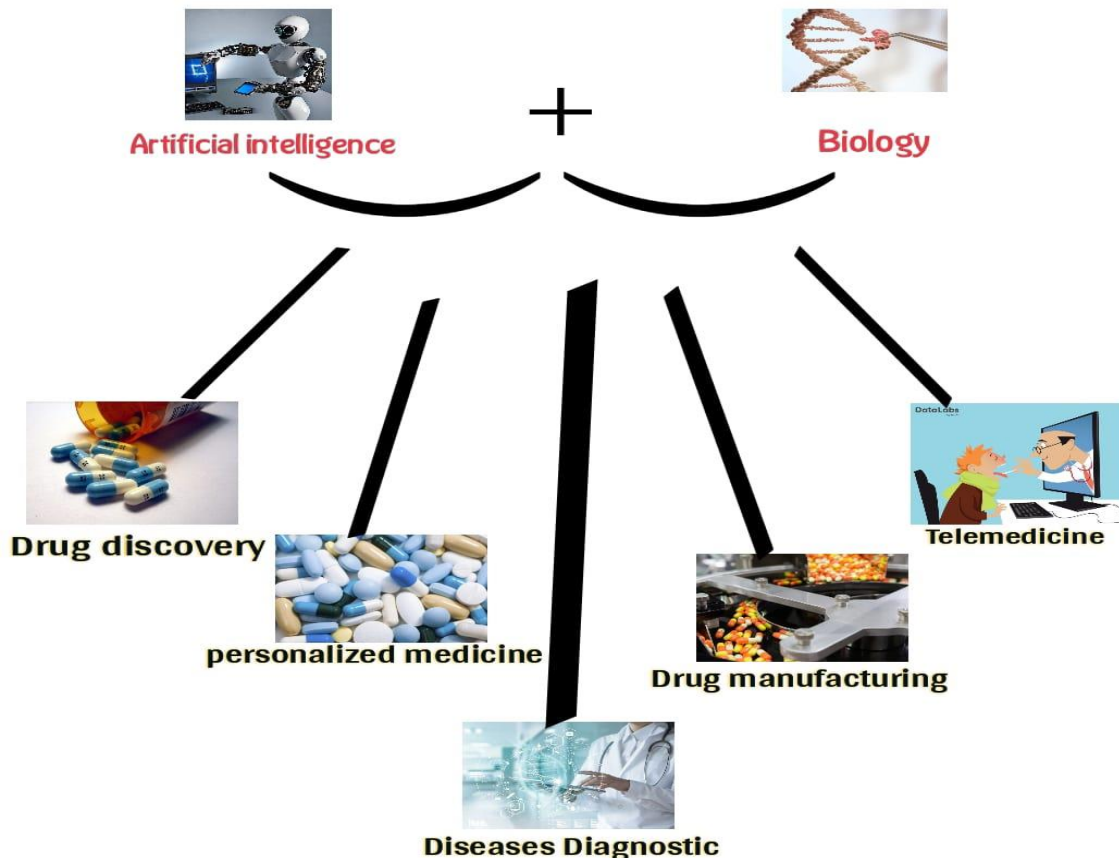 Artificial intelligence
+
Biology
Drug discovery
personalized medicine
Diseases Diagnostic
Drug manufacturing
DataLabs
Telemedicine